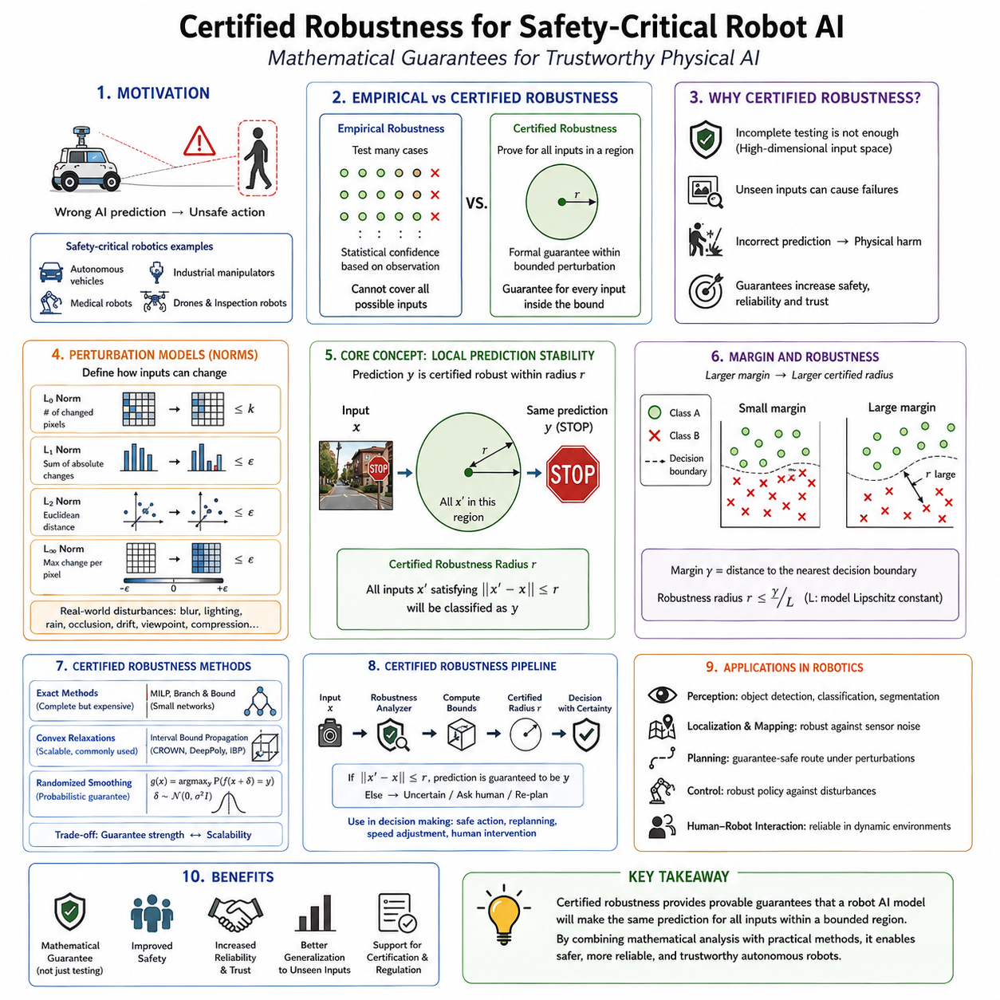 Certified Robustness for Safety-Critical Robot AI
Mathematical Guarantees for Trustworthy Physical AI
1. MOTIVATION
Wrong AI prediction → Unsafe action
Safety-critical robotics examples
Autonomous
vehicles
Industrial manipulators
Medical robots
Drones & Inspection robots
2. EMPIRICAL vs CERTIFIED ROBUSTNESS
Empirical Robustness
Test many cases
Statistical confidence
based on observation
Cannot cover all
possible inputs
VS.
Certified Robustness
Prove for all inputs in a region
r
Formal guarantee within
bounded perturbation
Guarantee for every input
inside the bound
3. WHY CERTIFIED ROBUSTNESS?
Incomplete testing is not enough
(High-dimensional input space)
Unseen inputs can cause failures
Incorrect prediction → Physical harm
Guarantees increase safety,
reliability and trust
4. PERTURBATION MODELS (NORMS)
Define how inputs can change
L₀ Norm
# of changed
pixels
→ ≤ k
L₁ Norm
Sum of absolute
changes
→ ≤ ε
L₂ Norm
Euclidean
distance
→ ≤ ε
L∞ Norm
Max change per
pixel
→ ≤ ε
-ε 0 +ε
Real-world disturbances: blur, lighting,
rain, occlusion, drift, viewpoint, compression...
5. CORE CONCEPT: LOCAL PREDICTION STABILITY
Prediction y is certified robust within radius r
Input
x
STOP
r
All x′ in this
region
Same prediction
y (STOP)
STOP
Certified Robustness Radius r
All inputs x′ satisfying ||x′ − x|| ≤ r
will be classified as y
6. MARGIN AND ROBUSTNESS
Larger margin → Larger certified radius
Class A
Class B
Decision
boundary
Small margin
Large margin
r large
Margin γ = distance to the nearest decision boundary
Robustness radius r ≤ γ/L (L: model Lipschitz constant)
7. CERTIFIED ROBUSTNESS METHODS
Exact Methods
(Complete but expensive)
MILP, Branch & Bound
(Small networks)
Convex Relaxations
(Scalable, commonly used)
Interval Bound Propagation
(CROWN, DeepPoly, IBP)
Randomized Smoothing
(Probabilistic guarantee)
g(x) = argmaxᵧ P(f(x + δ) = y)
δ ~ 𝒩(0, σ²I)
Trade-off: Guarantee strength ↔ Scalability
8. CERTIFIED ROBUSTNESS PIPELINE
Input
x
Robustness
Analyzer
Compute
Bounds
Certified
Radius r
Decision
with Certainty
If ||x′ − x|| ≤ r, prediction is guaranteed to be y
Else → Uncertain / Ask human / Re-plan
Use in decision making: safe action, replanning,
speed adjustment, human intervention
9. APPLICATIONS IN ROBOTICS
Perception: object detection, classification, segmentation
Localization & Mapping: robust against sensor noise
Planning: guarantee-safe route under perturbations
Control: robust policy against disturbances
Human–Robot Interaction: reliable in dynamic environments
10. BENEFITS
Mathematical
Guarantee
(not just testing)
Improved
Safety
Increased
Reliability
& Trust
Better
Generalization
to Unseen Inputs
Support for
Certification &
Regulation
KEY TAKEAWAY
Certified robustness provides provable guarantees that a robot AI model
will make the same prediction for all inputs within a bounded region.
By combining mathematical analysis with practical methods, it enables
safer, more reliable, and trustworthy autonomous robots.